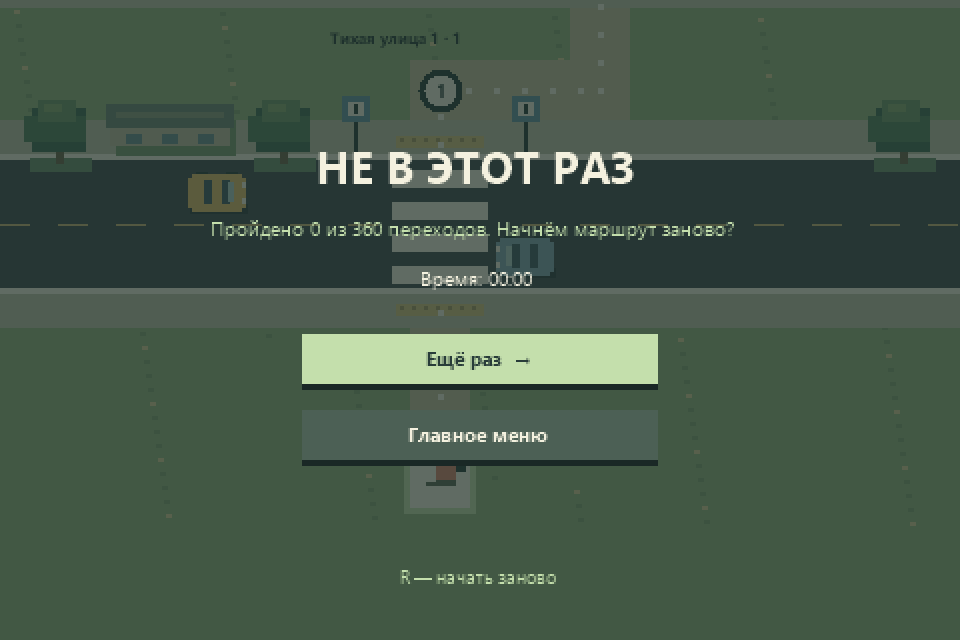 Тихая улица 1 · 1
1
НЕ В ЭТОТ РАЗ
Пройдено 0 из 360 переходов. Начнём маршрут заново?
Время: 00:00
Ещё раз →
Главное меню
R — начать заново